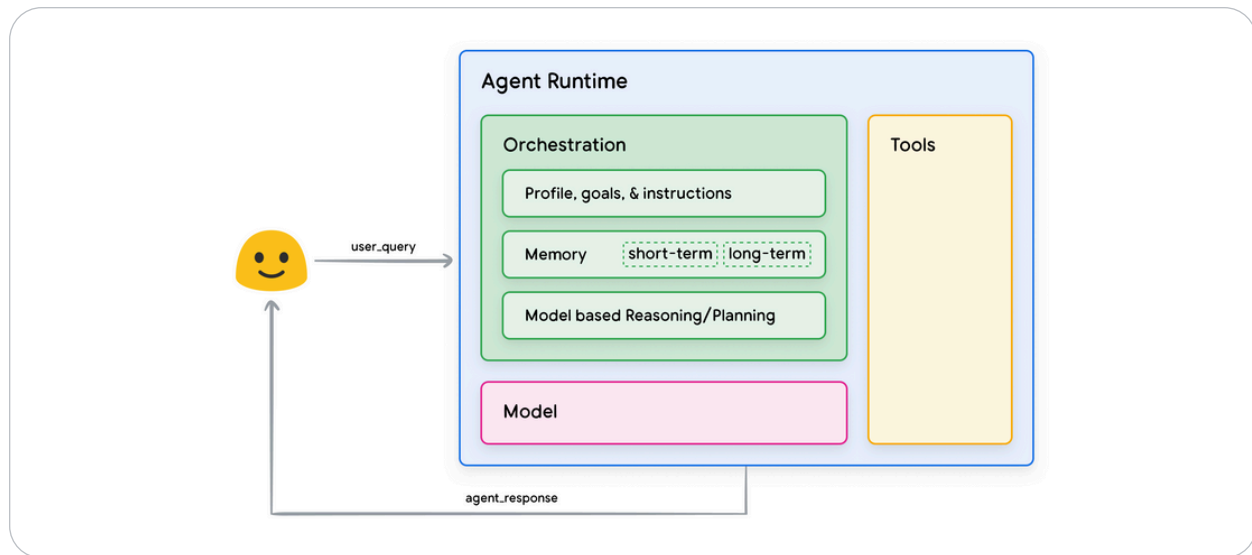 Agent Runtime
Orchestration
Tools
Profile, goals, & instructions
user_query
Memory short-term long-term
Model based Reasoning/Planning
Model
agent_response